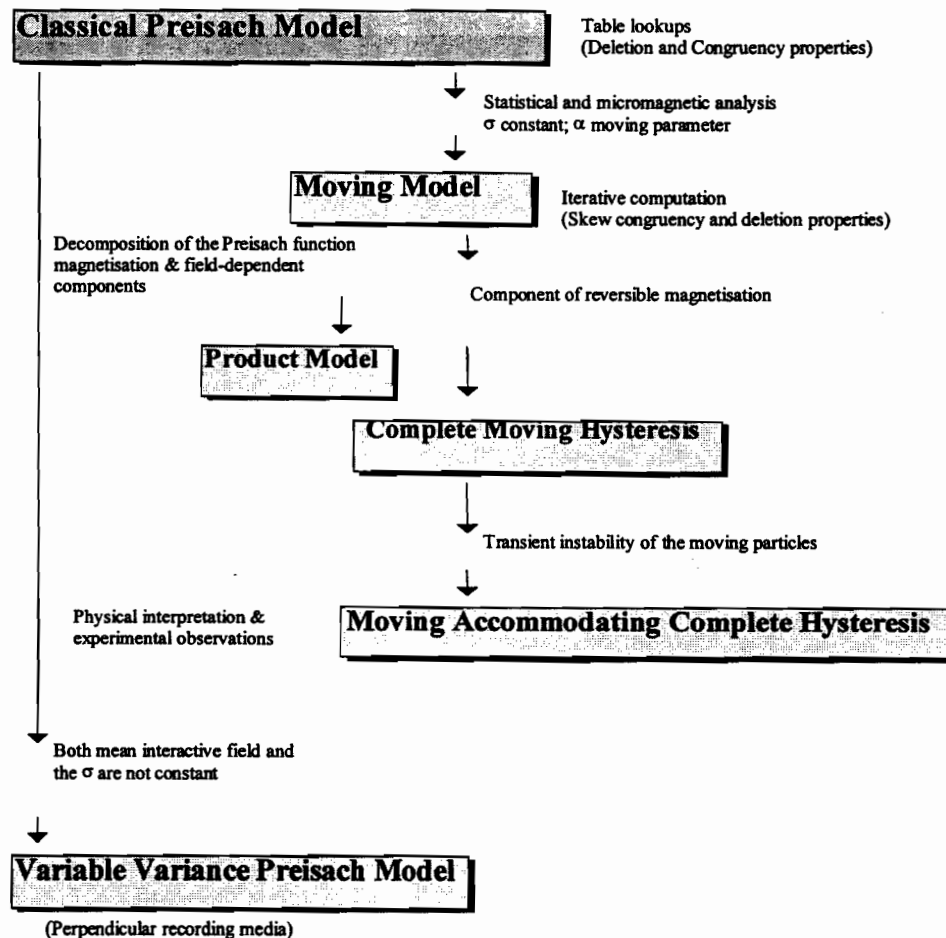 Classical Preisach Model
Table lookups
(Deletion and Congruency properties)
Statistical and micromagnetic analysis
σ constant; α moving parameter
Moving Model
Iterative computation
(Skew congruency and deletion properties)
Decomposition of the Preisach function
magnetisation & field-dependent
components
Component of reversible magnetisation
Product Model
Complete Moving Hysteresis
Transient instability of the moving particles
Physical interpretation &
experimental observations
Moving Accommodating Complete Hysteresis
Both mean interactive field and
the σ are not constant
Variable Variance Preisach Model
(Perpendicular recording media)